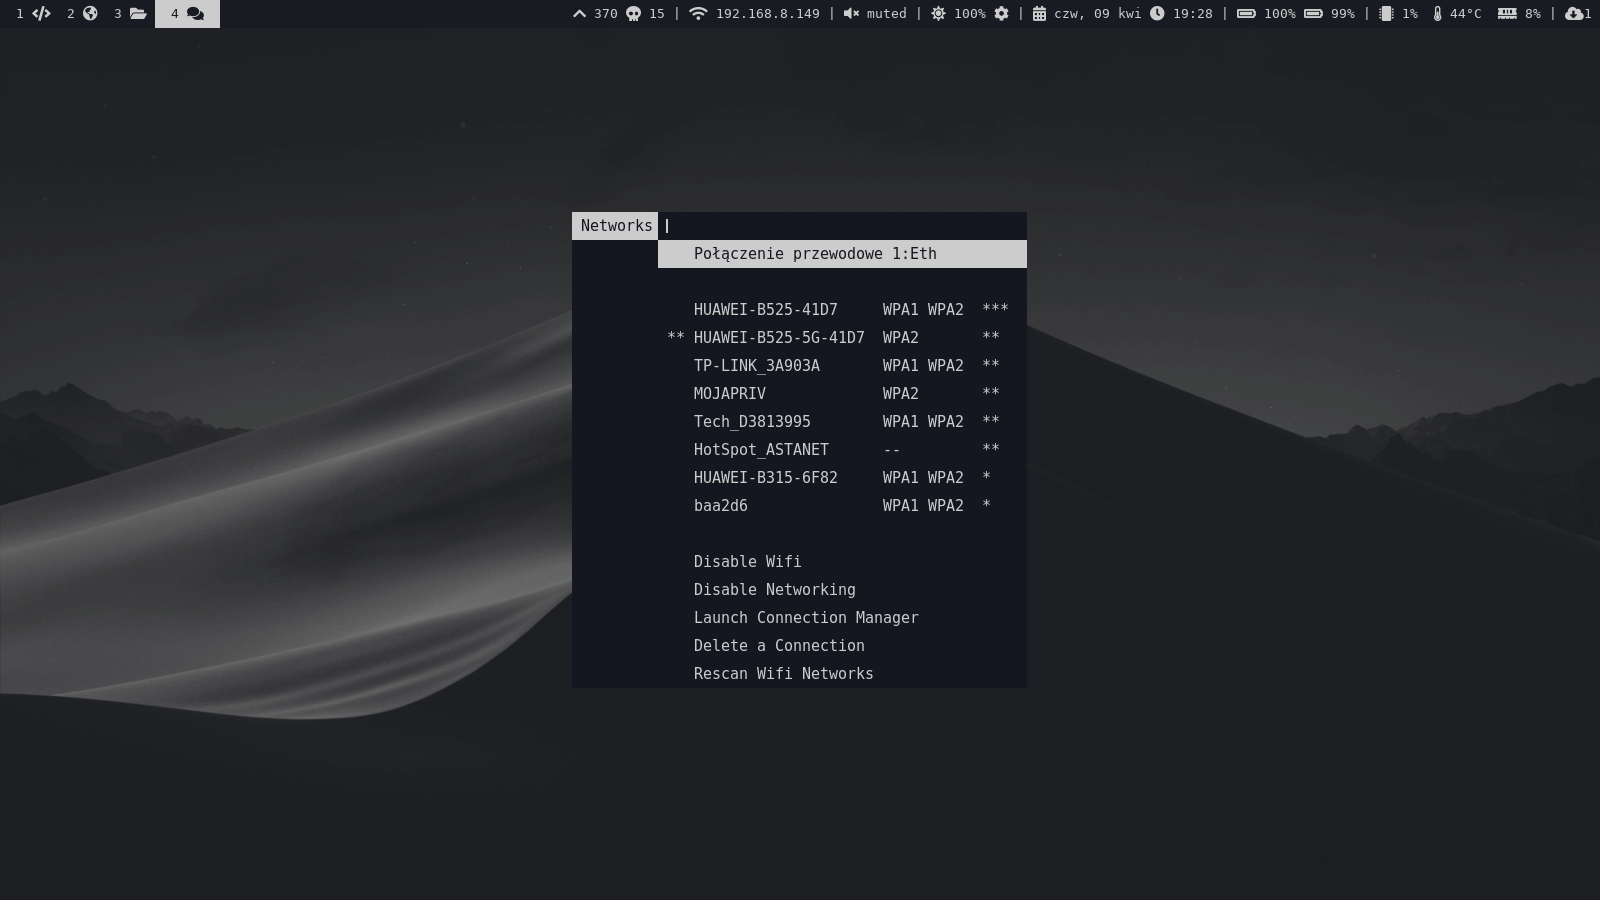 1 2 3 4 370 15 | 192.168.8.149 | muted | 100% | czw, 09 kwi 19:28 | 100% 99% | 1% 44°C 8% | 1
Networks
Połączenie przewodowe 1:Eth
HUAWEI-B525-41D7 WPA1 WPA2 ***
** HUAWEI-B525-5G-41D7 WPA2 **
TP-LINK_3A903A WPA1 WPA2 **
MOJAPRIV WPA2 **
Tech_D3813995 WPA1 WPA2 **
HotSpot_ASTANET -- **
HUAWEI-B315-6F82 WPA1 WPA2 *
baa2d6 WPA1 WPA2 *
Disable Wifi
Disable Networking
Launch Connection Manager
Delete a Connection
Rescan Wifi Networks